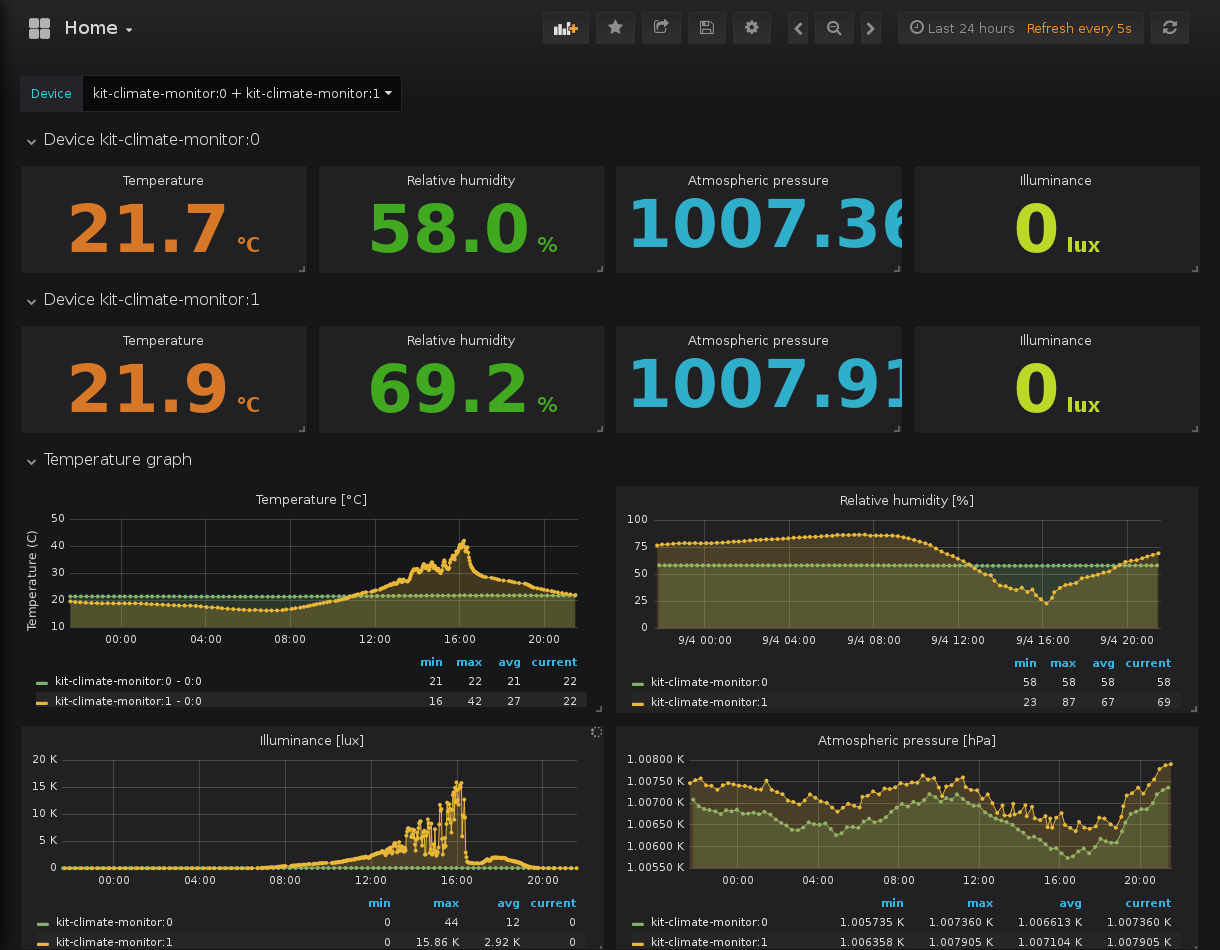 Home
Last 24 hours Refresh every 5s
Device kit-climate-monitor:0 + kit-climate-monitor:1
Device kit-climate-monitor:0
Temperature Relative humidity Atmospheric pressure Illuminance
21.7 °C 58.0 % 1007.36 0 lux
Device kit-climate-monitor:1
Temperature Relative humidity Atmospheric pressure Illuminance
21.9 °C 69.2 % 1007.91 0 lux
Temperature graph
Temperature [°C]
Temperature (C)
50
40
30
20
10
00:00 04:00 08:00 12:00 16:00 20:00
min max avg current
kit-climate-monitor:0 - 0:0 21 22 21 22
kit-climate-monitor:1 - 0:0 16 42 27 22
Relative humidity [%]
100
75
50
25
0
9/4 00:00 9/4 04:00 9/4 08:00 9/4 12:00 9/4 16:00 9/4 20:00
min max avg current
kit-climate-monitor:0 58 58 58 58
kit-climate-monitor:1 23 87 67 69
Illuminance [lux]
20 K
15 K
10 K
5 K
0
00:00 04:00 08:00 12:00 16:00 20:00
min max avg current
kit-climate-monitor:0 0 44 12 0
kit-climate-monitor:1 0 15.86 K 2.92 K 0
Atmospheric pressure [hPa]
1.00800 K
1.00750 K
1.00700 K
1.00650 K
1.00600 K
1.00550 K
00:00 04:00 08:00 12:00 16:00 20:00
min max avg current
kit-climate-monitor:0 1.005735 K 1.007360 K 1.006613 K 1.007360 K
kit-climate-monitor:1 1.006358 K 1.007905 K 1.007104 K 1.007905 K